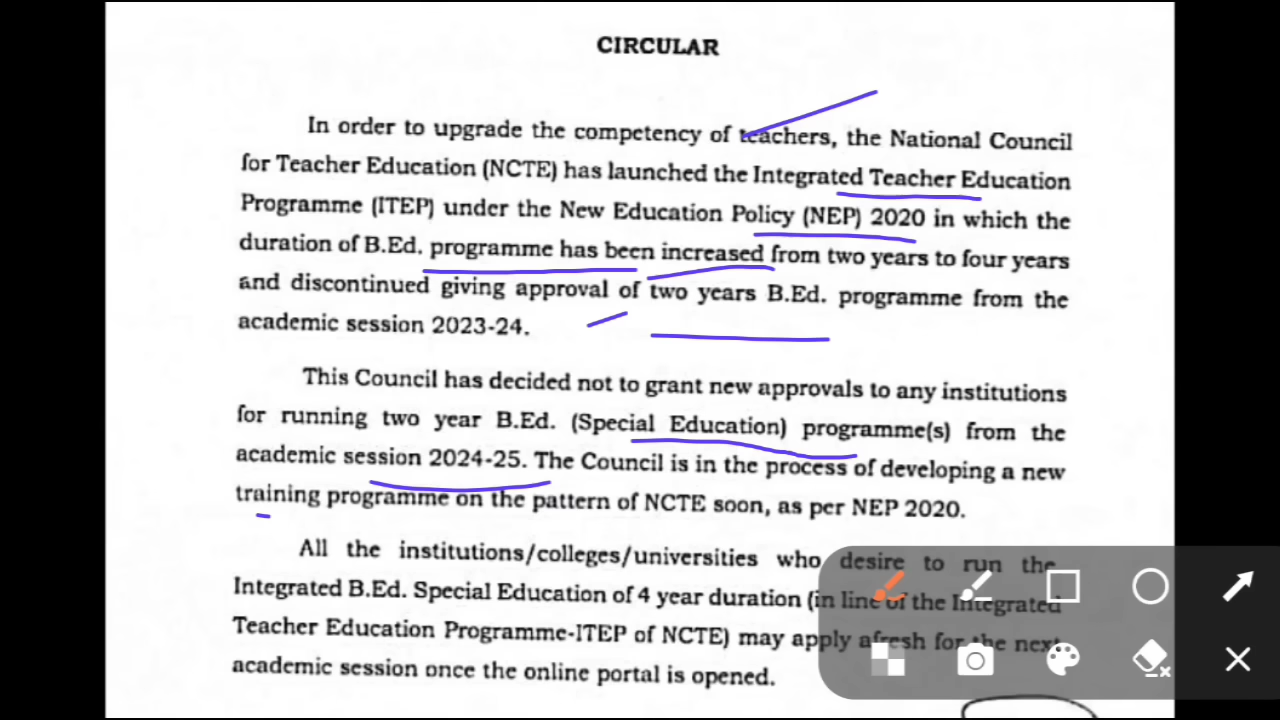 CIRCULAR
In order to upgrade the competency of teachers, the National Council
for Teacher Education (NCTE) has launched the Integrated Teacher Education
Programme (ITEP) under the New Education Policy (NEP) 2020 in which the
duration of B.Ed. programme has been increased from two years to four years
and discontinued giving approval of two years B.Ed. programme from the
academic session 2023-24.
This Council has decided not to grant new approvals to any institutions
for running two year B.Ed. (Special Education) programme(s) from the
academic session 2024-25. The Council is in the process of developing a new
training programme on the pattern of NCTE soon, as per NEP 2020.
All the institutions/colleges/universities who desire to run the
Integrated B.Ed. Special Education of 4 year duration (in line of the Integrated
Teacher Education Programme-ITEP of NCTE) may apply afresh for the next
academic session once the online portal is opened.